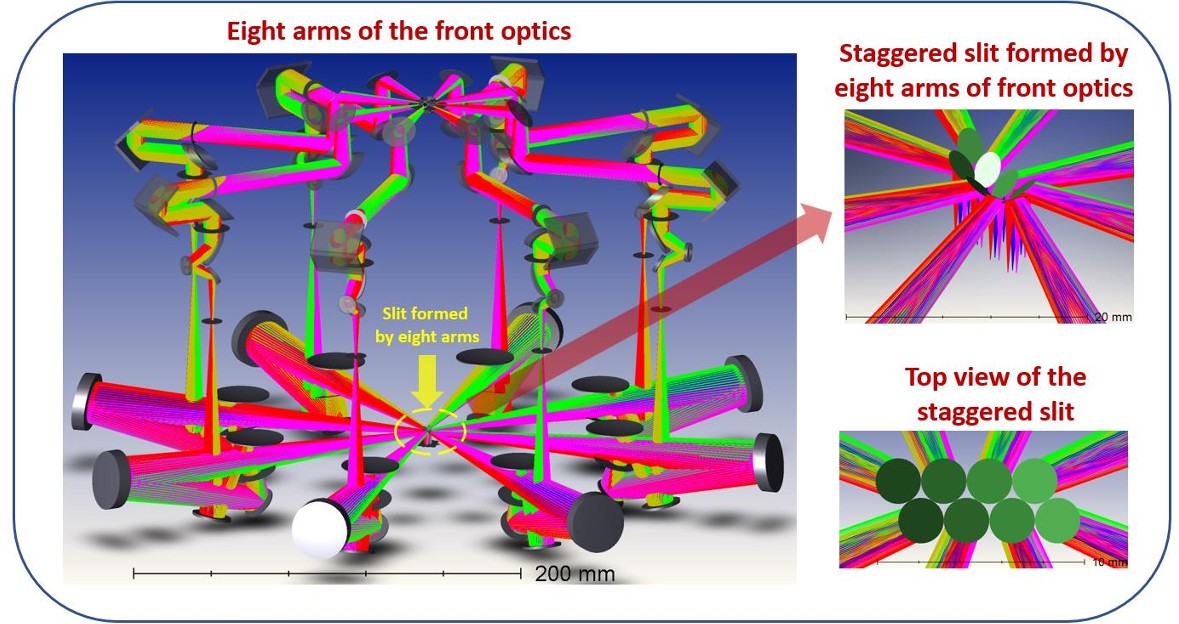 Eight arms of the front optics
Slit formed
by eight arms
200 mm
Staggered slit formed by
eight arms of front optics
20 mm
Top view of the
staggered slit
10 mm